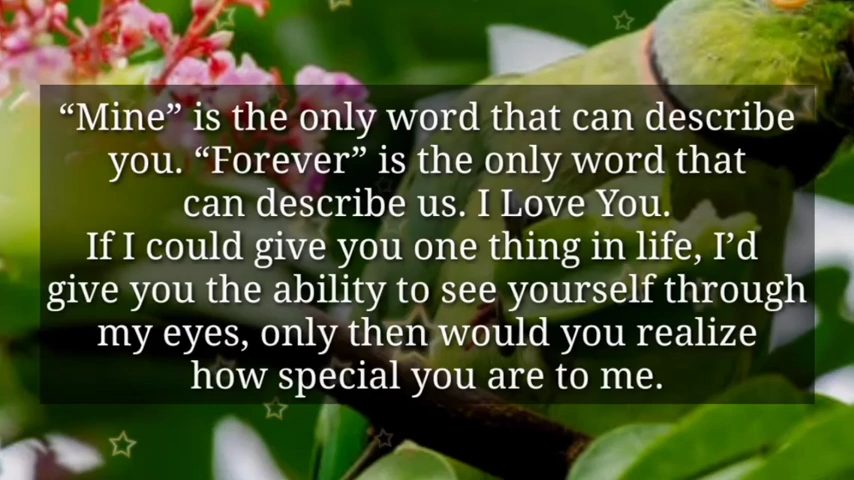 “Mine” is the only word that can describe
you. “Forever” is the only word that
can describe us. I Love You.
If I could give you one thing in life, I’d
give you the ability to see yourself through
my eyes, only then would you realize
how special you are to me.